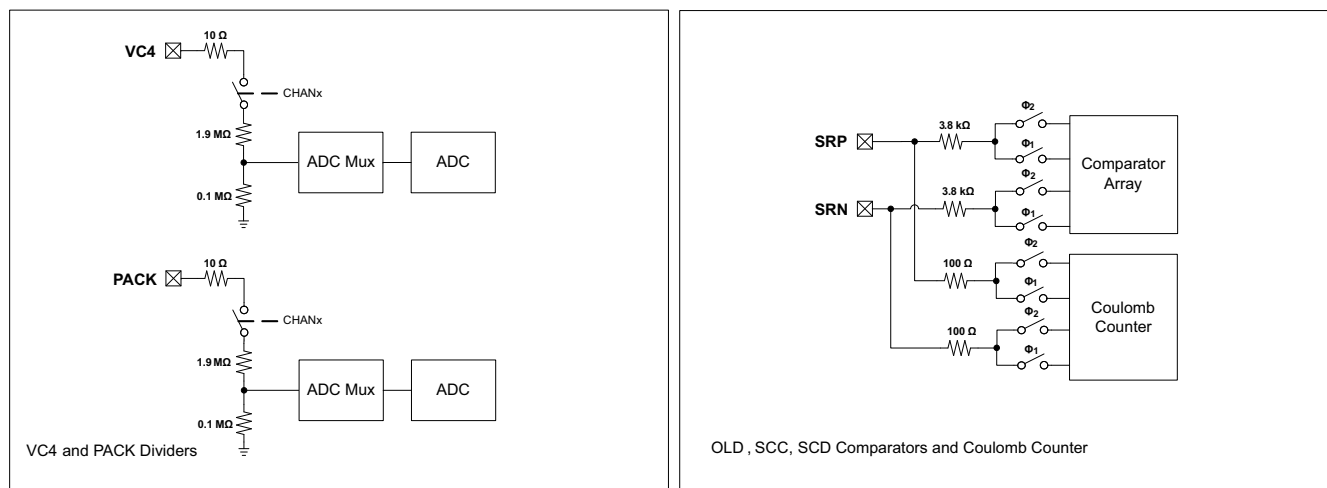 10 Ω
VC4
CHANx
1.9 MΩ
ADC Mux
ADC
0.1 MΩ
10 Ω
PACK
CHANx
1.9 MΩ
ADC Mux
ADC
0.1 MΩ
VC4 and PACK Dividers
Φ2
3.8 kΩ
SRP
Φ1
Comparator
Array
Φ2
3.8 kΩ
SRN
Φ1
Φ2
100 Ω
Φ1
Coulomb
Counter
Φ2
100 Ω
Φ1
OLD , SCC, SCD Comparators and Coulomb Counter